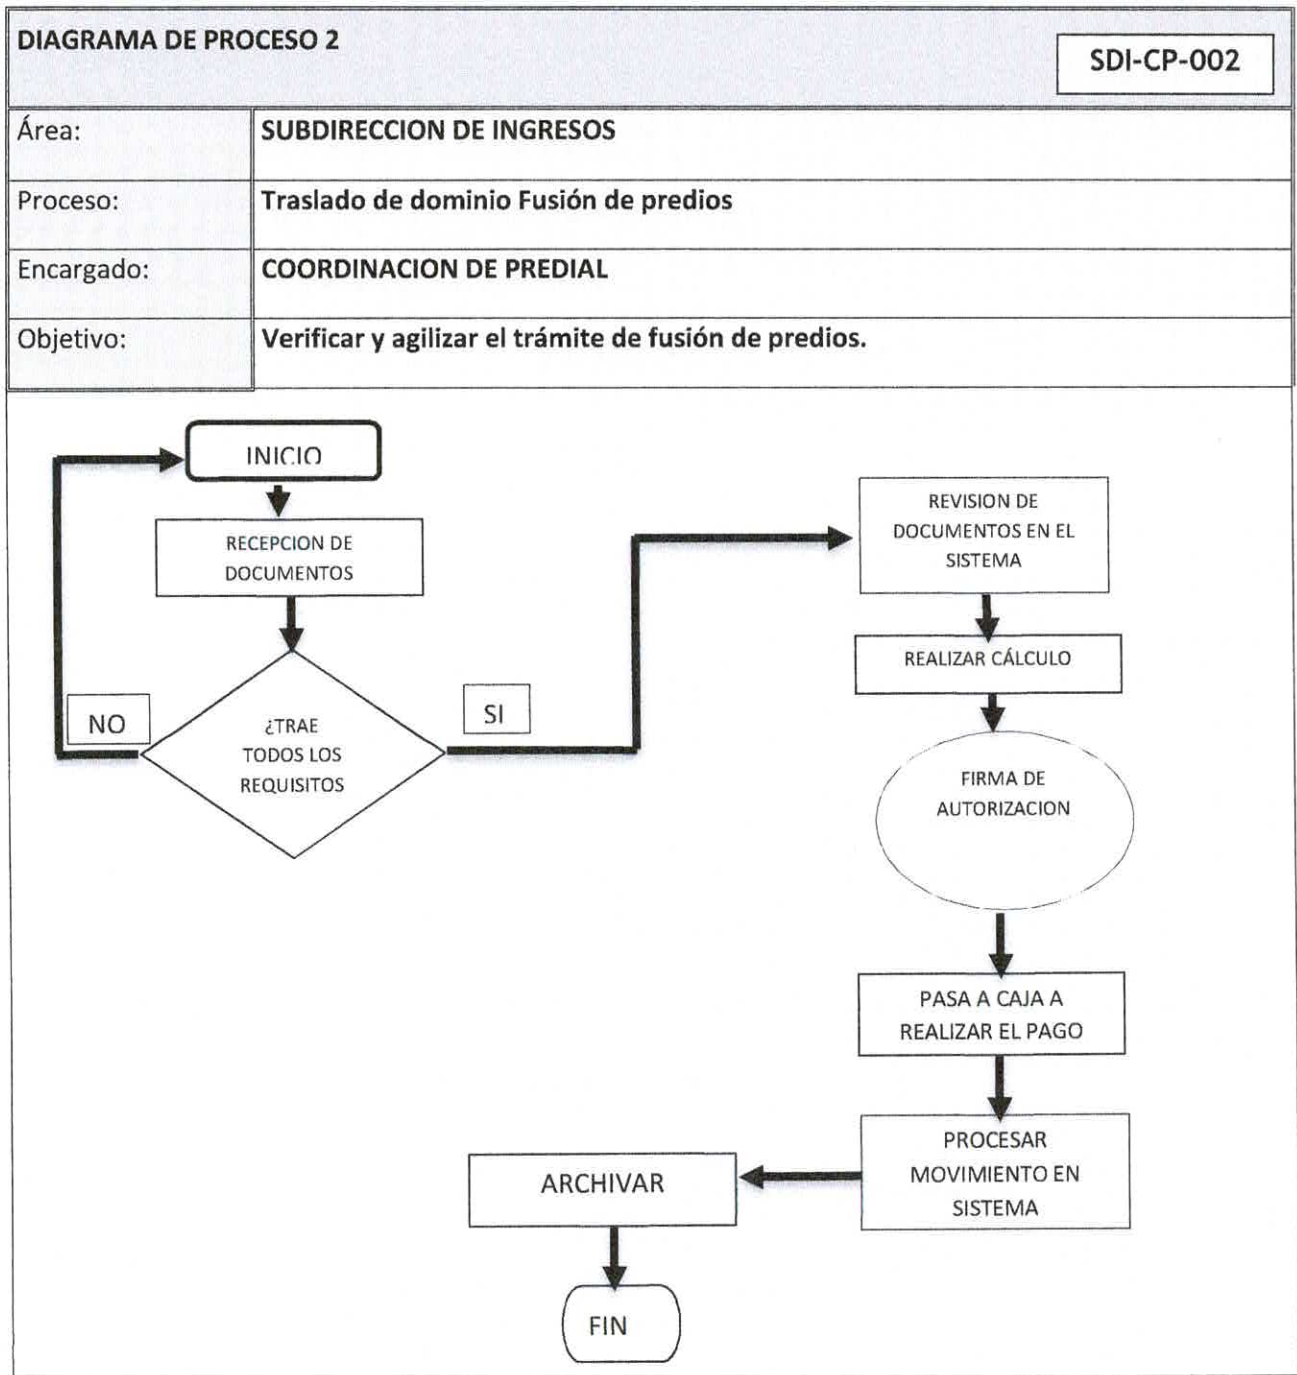 DIAGRAMA DE PROCESO 2
SDI-CP-002
Área:
SUBDIRECCION DE INGRESOS
Proceso:
Traslado de dominio Fusión de predios
Encargado:
COORDINACION DE PREDIAL
Objetivo:
Verificar y agilizar el trámite de fusión de predios.
INICIO
RECEPCION DE
DOCUMENTOS
¿TRAE
TODOS LOS
REQUISITOS
NO
SI
REVISION DE
DOCUMENTOS EN EL
SISTEMA
REALIZAR CÁLCULO
FIRMA DE
AUTORIZACION
PASA A CAJA A
REALIZAR EL PAGO
PROCESAR
MOVIMIENTO EN
SISTEMA
ARCHIVAR
FIN